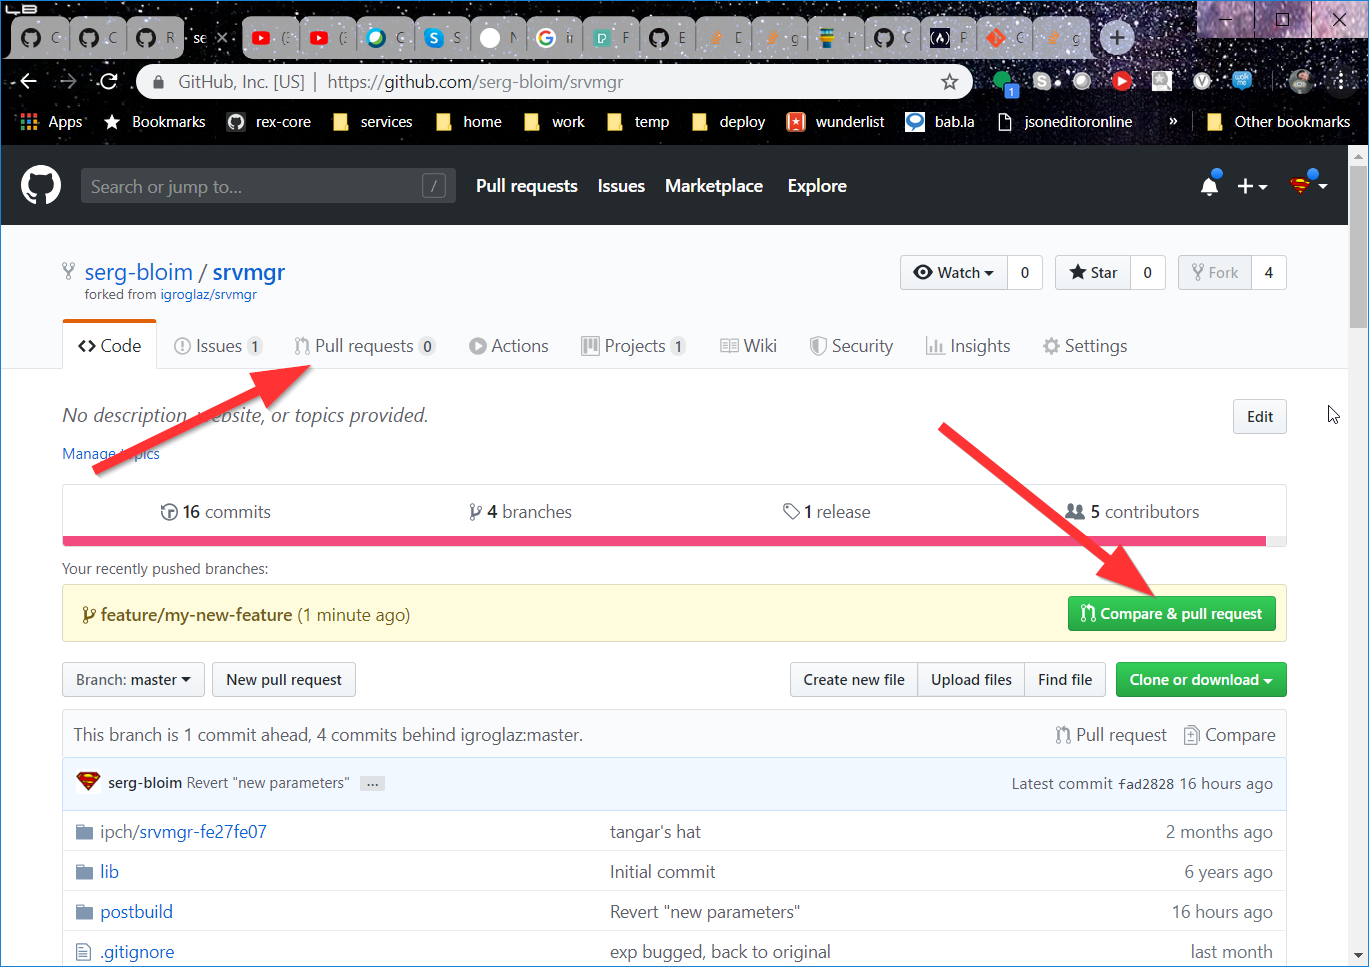 C C R se (3 (3 C S N in F E D g H C F C g
GitHub, Inc. [US] | https://github.com/serg-bloim/srvmgr 1
Apps Bookmarks rex-core services home work temp deploy wunderlist bab.la jsoneditoronline » Other bookmarks
Search or jump to... / Pull requests Issues Marketplace Explore
serg-bloim / srvmgr Watch 0 Star 0 Fork 4
forked from igroglaz/srvmgr
Code Issues 1 Pull requests 0 Actions Projects 1 Wiki Security Insights Settings
No description, website, or topics provided. Edit
Manage topics
16 commits 4 branches 1 release 5 contributors
Your recently pushed branches:
feature/my-new-feature (1 minute ago) Compare & pull request
Branch: master New pull request Create new file Upload files Find file Clone or download
This branch is 1 commit ahead, 4 commits behind igroglaz:master. Pull request Compare
serg-bloim Revert "new parameters" ... Latest commit fad2828 16 hours ago
ipch/srvmgr-fe27fe07 tangar's hat 2 months ago
lib Initial commit 6 years ago
postbuild Revert "new parameters" 16 hours ago
.gitignore exp bugged, back to original last month